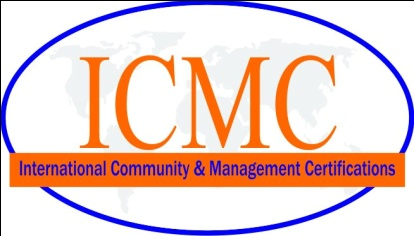 ICMC
International Community & Management Certifications